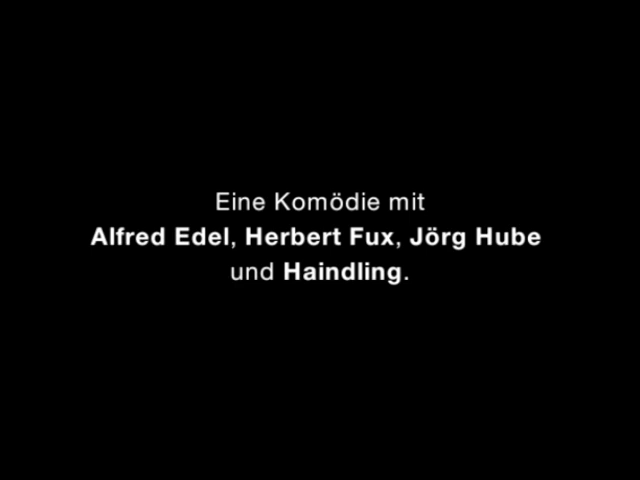 Eine Komödie mit
Alfred Edel, Herbert Fux, Jörg Hube
und Haindling.